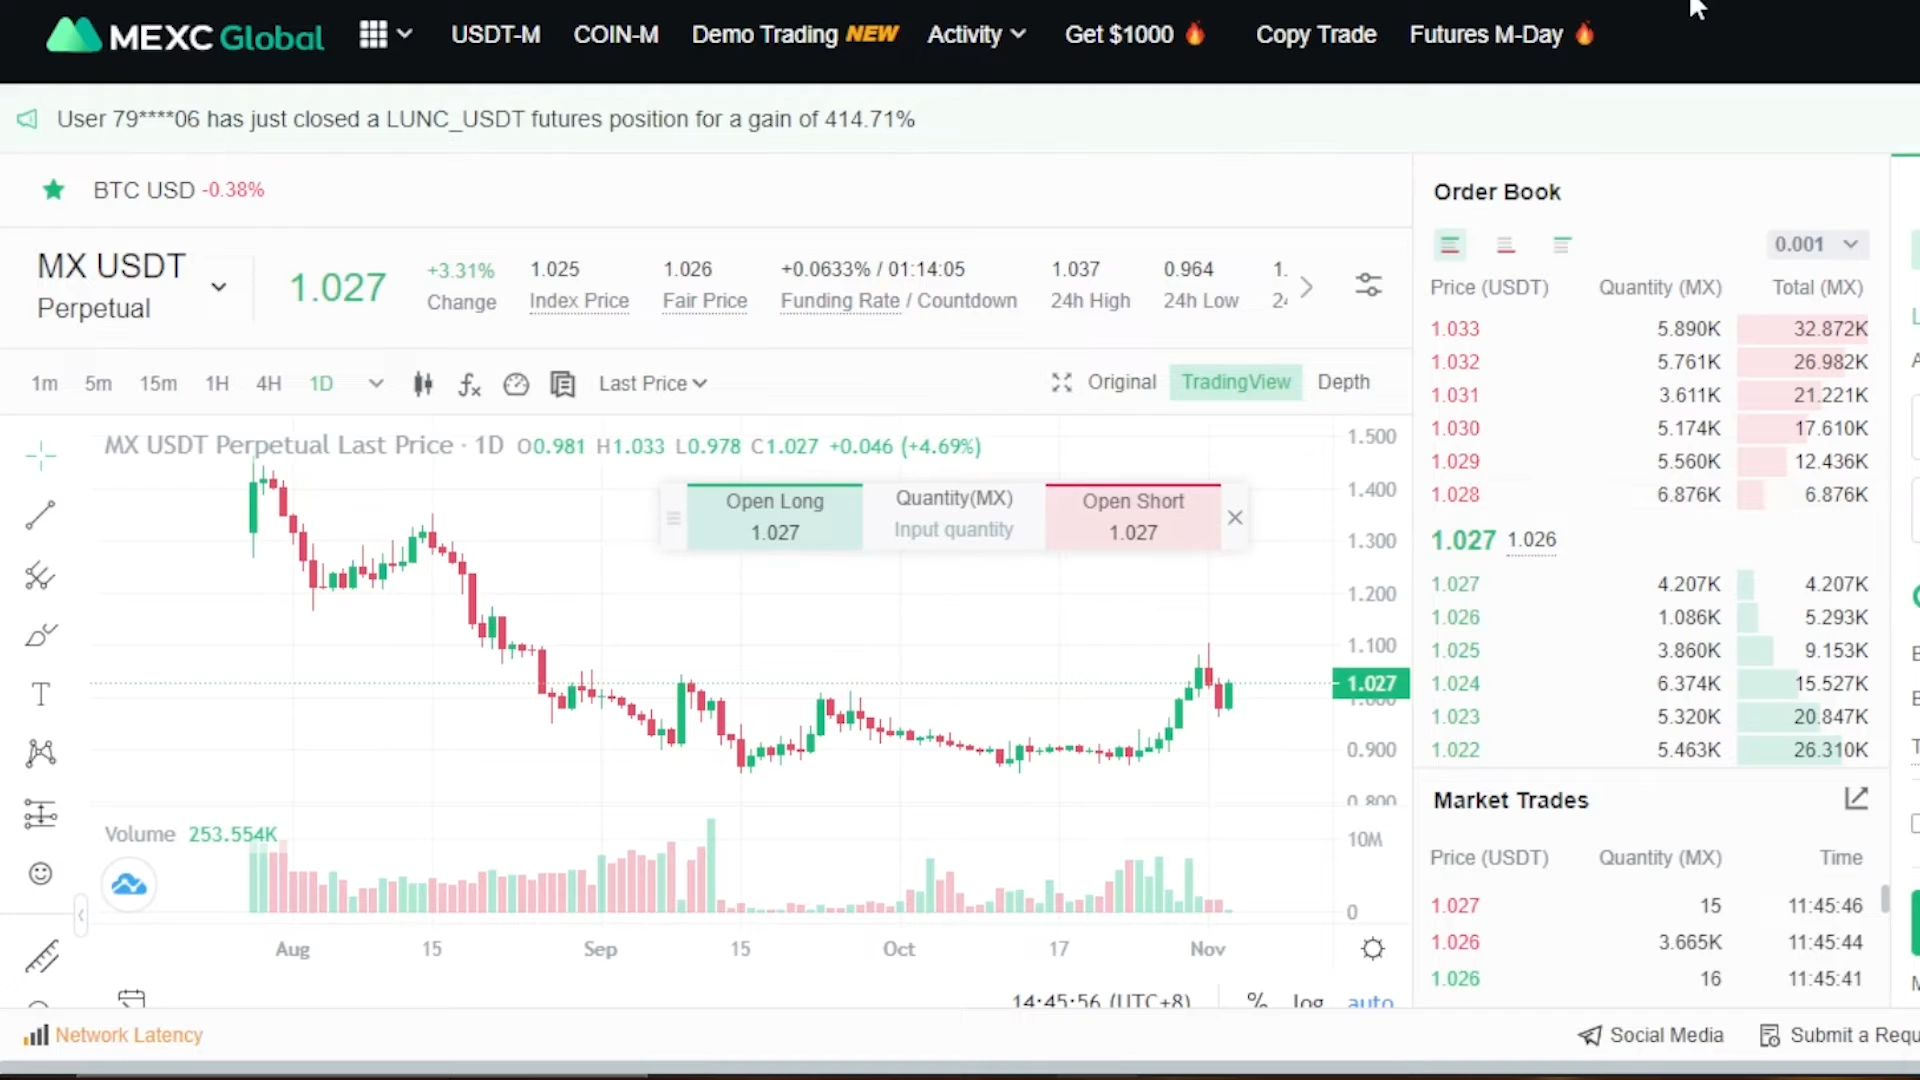 MEXC Global USDT-M COIN-M Demo Trading NEW Activity Get $1000 Copy Trade Futures M-Day
User 79****06 has just closed a LUNC_USDT futures position for a gain of 414.71%
BTC USD -0.38%
MX USDT
Perpetual
1.027
+3.31%
Change
1.025
Index Price
1.026
Fair Price
+0.0633% / 01:14:05
Funding Rate / Countdown
1.037
24h High
0.964
24h Low
1m 5m 15m 1H 4H 1D Last Price Original TradingView Depth
MX USDT Perpetual Last Price · 1D O0.981 H1.033 L0.978 C1.027 +0.046 (+4.69%)
Open Long
1.027
Quantity(MX)
Input quantity
Open Short
1.027
1.500
1.400
1.300
1.200
1.100
1.027
1.000
0.900
0.800
Volume 253.554K
10M
0
Aug 15 Sep 15 Oct 17 Nov
14:45:56 (UTC+8) % log auto
Order Book
0.001
Price (USDT) Quantity (MX) Total (MX)
1.033 5.890K 32.872K
1.032 5.761K 26.982K
1.031 3.611K 21.221K
1.030 5.174K 17.610K
1.029 5.560K 12.436K
1.028 6.876K 6.876K
1.027 1.026
1.027 4.207K 4.207K
1.026 1.086K 5.293K
1.025 3.860K 9.153K
1.024 6.374K 15.527K
1.023 5.320K 20.847K
1.022 5.463K 26.310K
Market Trades
Price (USDT) Quantity (MX) Time
1.027 15 11:45:46
1.026 3.665K 11:45:44
1.026 16 11:45:41
Network Latency Social Media Submit a Requ